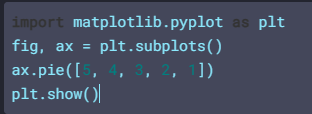 import matplotlib.pyplot as plt
fig, ax = plt.subplots()
ax.pie([5, 4, 3, 2, 1])
plt.show()